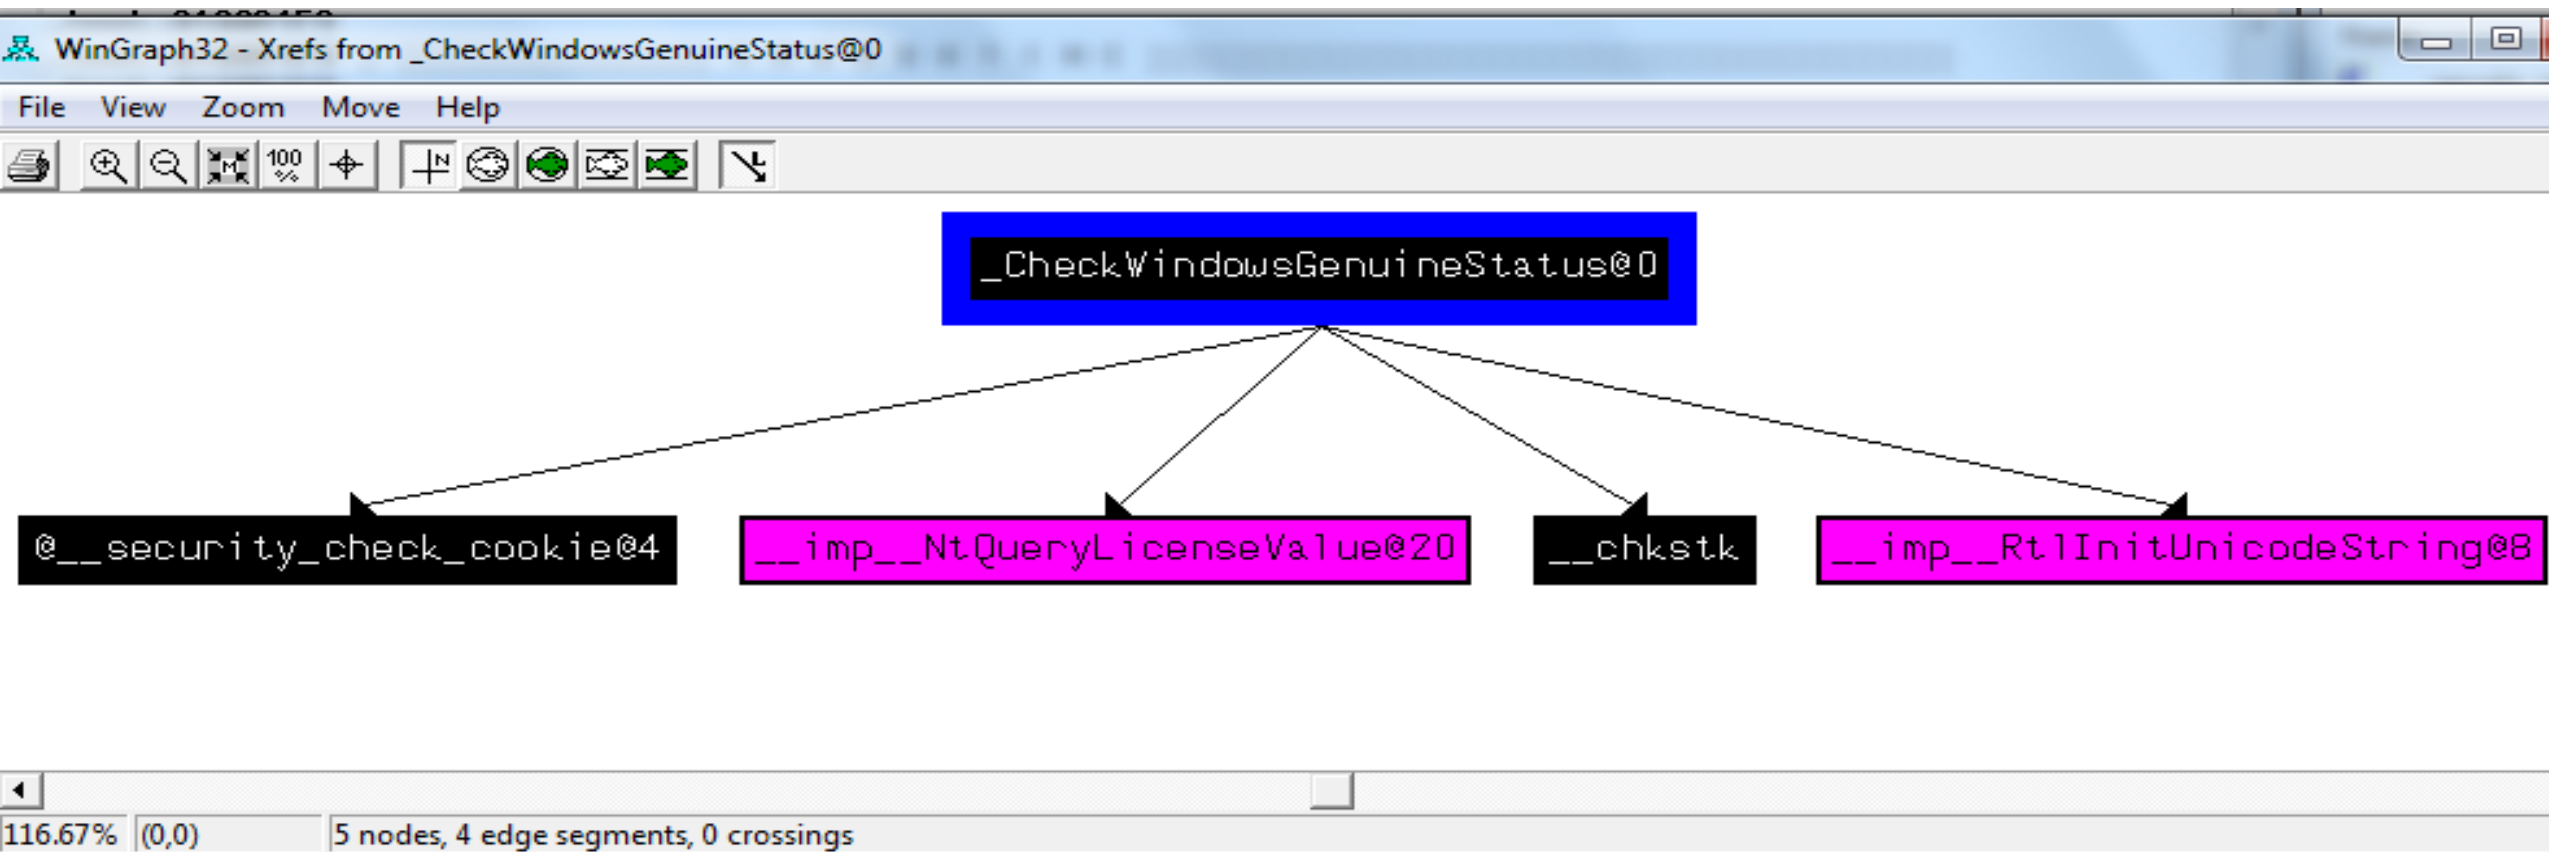 WinGraph32 - Xrefs from _CheckWindowsGenuineStatus@0
File View Zoom Move Help
100 %
_CheckWindowsGenuineStatus@0
@__security_check_cookie@4 __imp__NtQueryLicenseValue@20 __chkstk __imp__RtlInitUnicodeString@8
116.67% (0,0) 5 nodes, 4 edge segments, 0 crossings